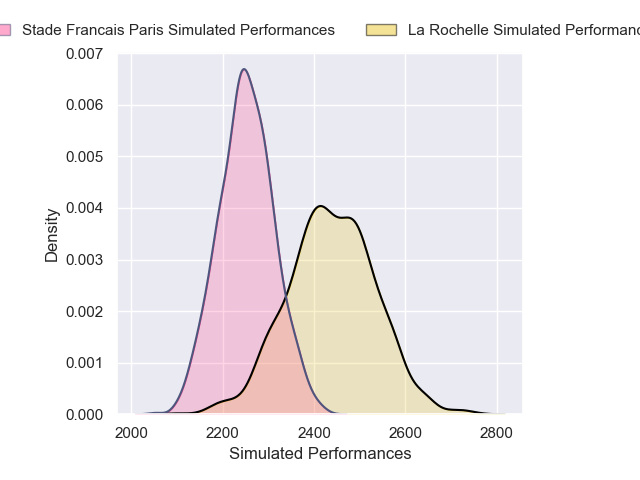 Stade Francais Paris Simulated Performances
La Rochelle Simulated
0.007
0.006
0.005
0.004
0.003
0.002
0.001
0.000
Density
2000 2200 2400 2600 2800
Simulated Performances